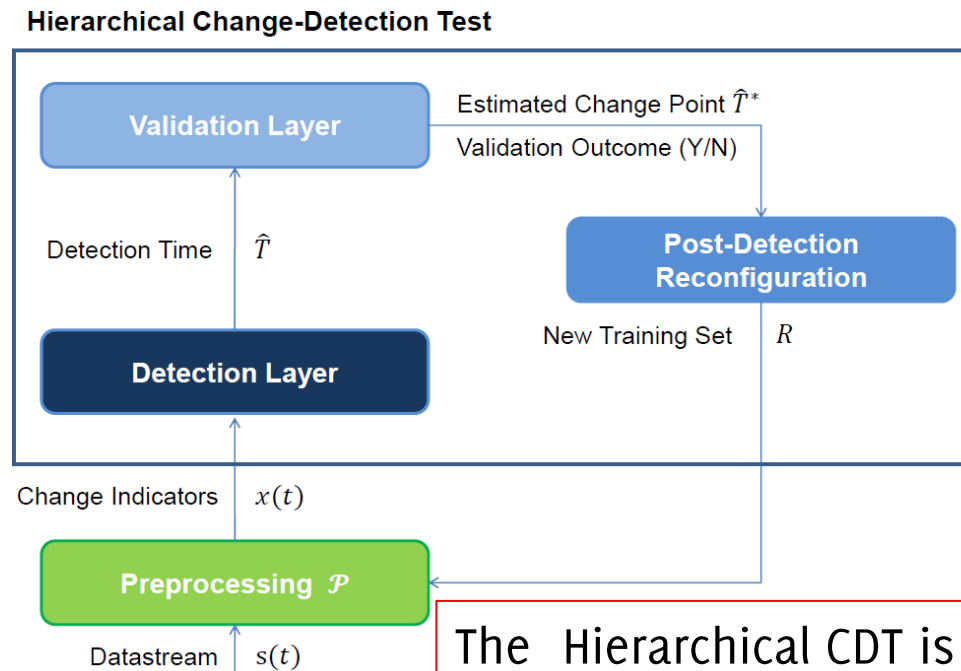 Hierarchical Change-Detection Test
Validation Layer
Estimated Change Point T̂*
Validation Outcome (Y/N)
Detection Time T̂
Post-Detection
Reconfiguration
New Training Set R
Detection Layer
Change Indicators x(t)
Preprocessing 𝒫
The Hierarchical CDT is
Datastream s(t)